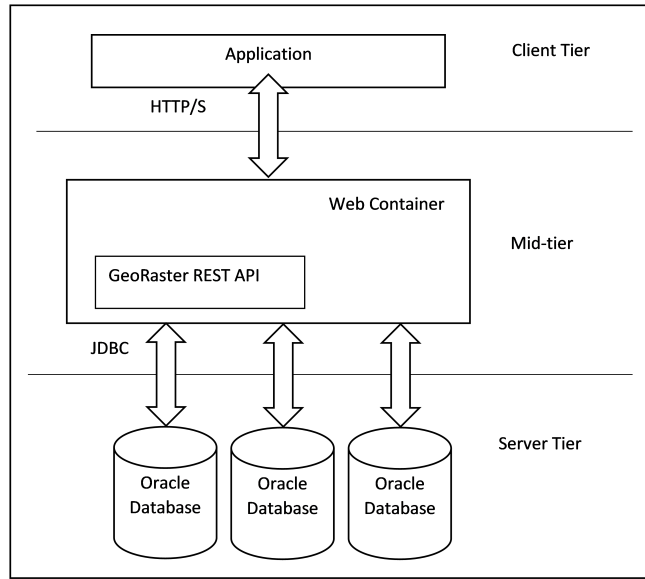 Application
Client Tier
HTTP/S
Web Container
Mid-tier
GeoRaster REST API
JDBC
Server Tier
Oracle
Database
Oracle
Database
Oracle
Database